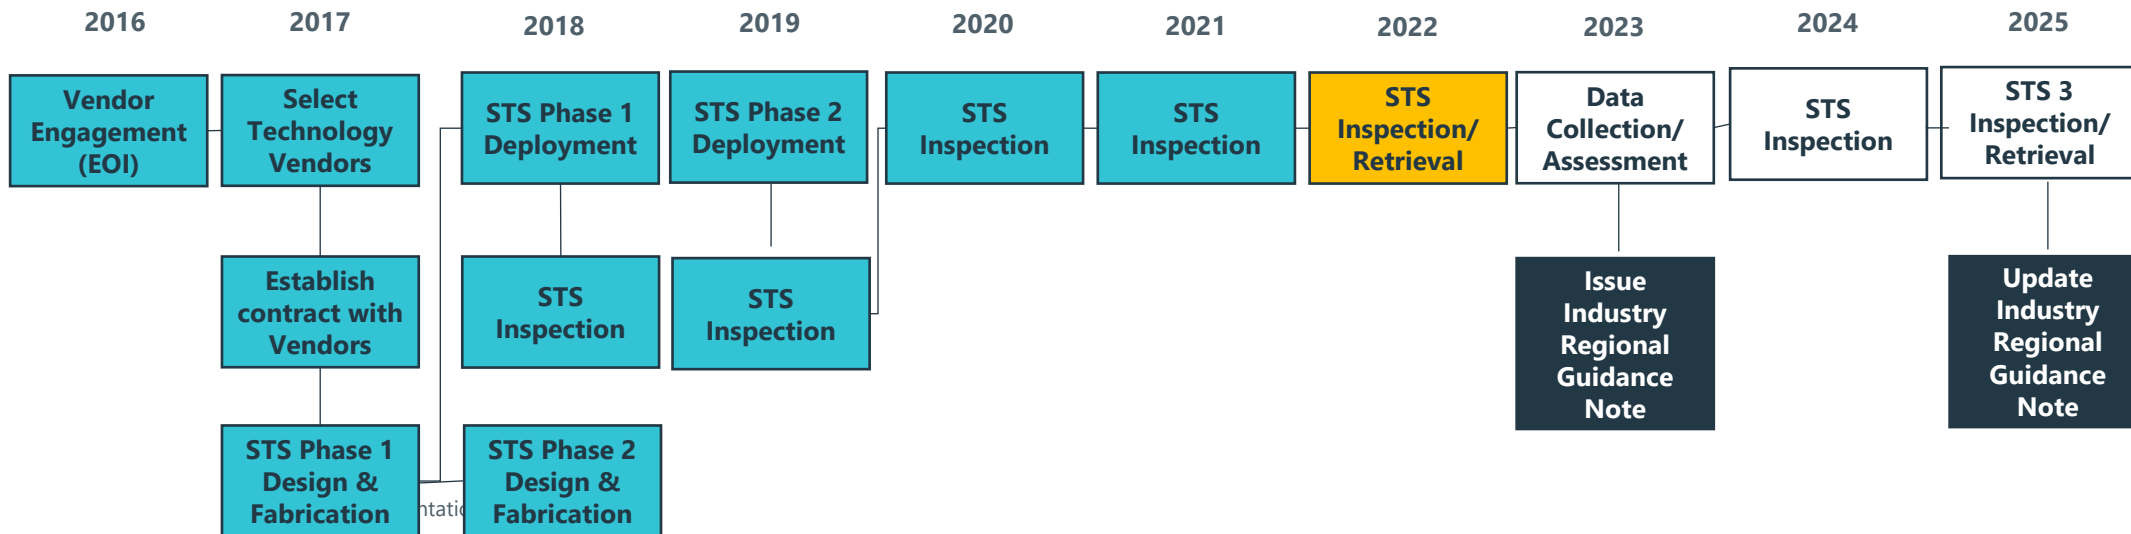 2016
2017
2018
2019
2020
2021
2022
2023
2024
2025
Vendor
Engagement
(EOI)
Select
Technology
Vendors
STS Phase 1
Deployment
STS Phase 2
Deployment
STS
Inspection
STS
Inspection
STS
Inspection/
Retrieval
Data
Collection/
Assessment
STS
Inspection
STS 3
Inspection/
Retrieval
Establish
contract with
Vendors
STS
Inspection
STS
Inspection
Issue
Industry
Regional
Guidance
Note
Update
Industry
Regional
Guidance
Note
STS Phase 1
Design &
Fabrication
STS Phase 2
Design &
Fabrication